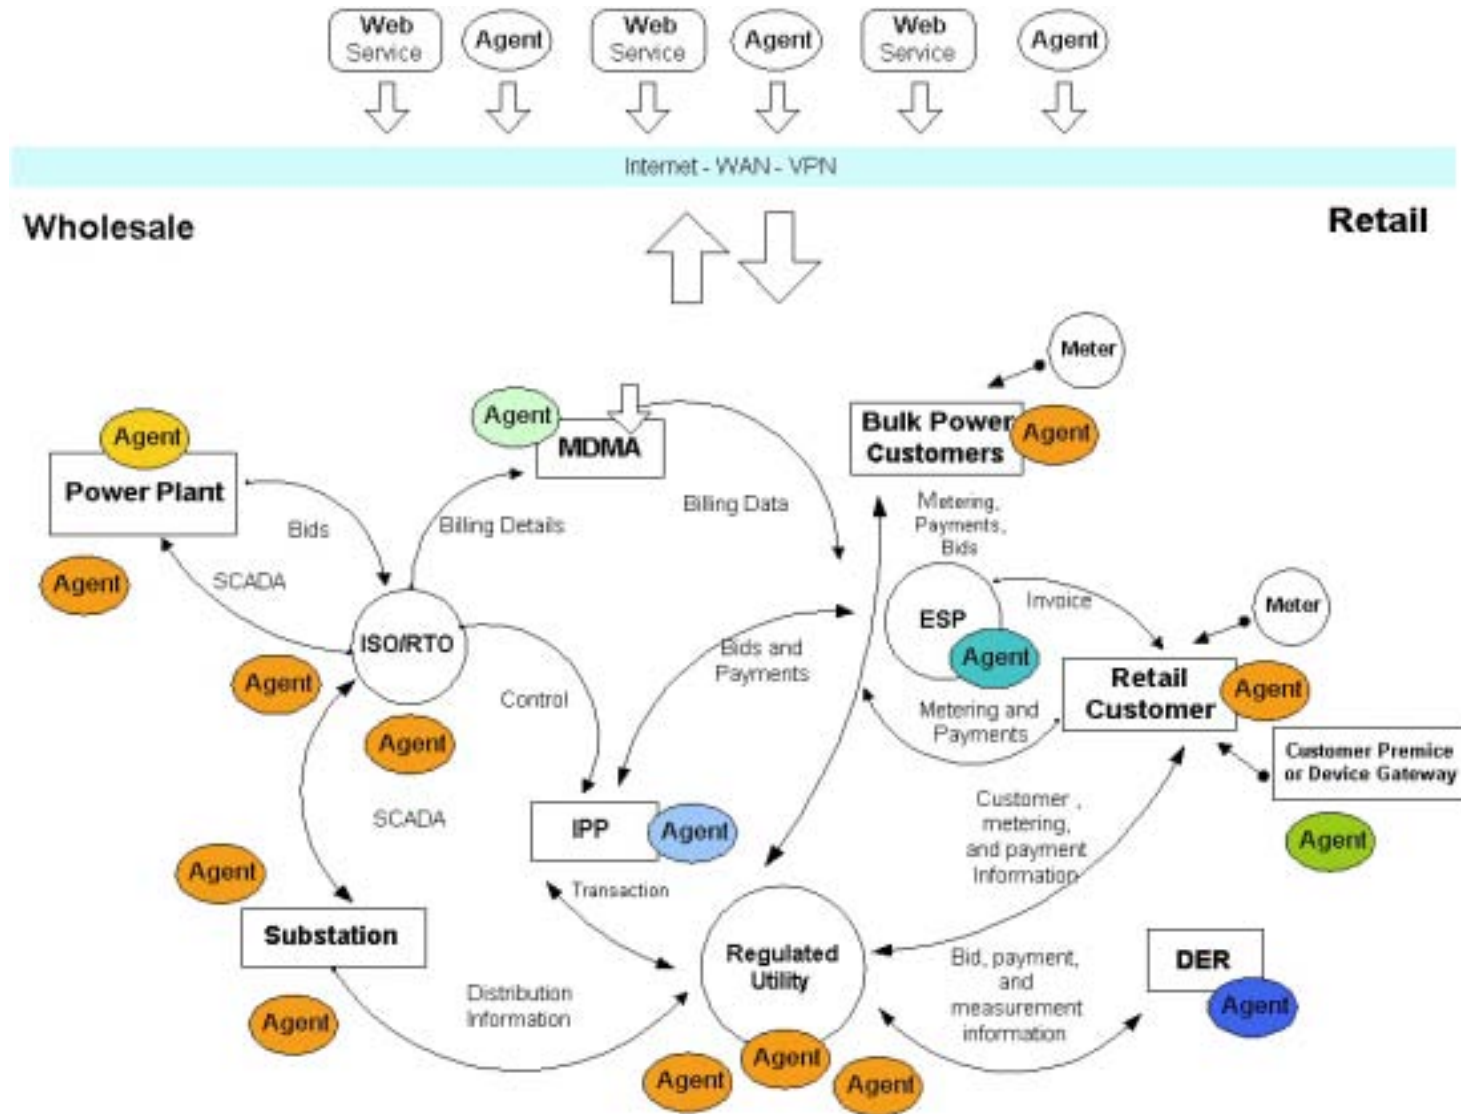 Web
Service
Agent
Web
Service
Agent
Web
Service
Agent
Internet - WAN - VPN
Wholesale
Retail
Meter
Agent
MDMA
Bulk Power
Customers
Agent
Agent
Power Plant
Bids
Billing Details
Billing Data
Metering,
Payments,
Bids
Agent
SCADA
ISO/RTO
ESP
Agent
Invoice
Meter
Agent
Agent
Control
Bids and
Payments
Metering and
Payments
Retail
Customer
Agent
Customer Premice
or Device Gateway
Agent
SCADA
IPP
Agent
Customer ,
metering,
and payment
Information
Agent
Substation
Transaction
Regulated
Utility
Bid, payment,
and
measurement
information
DER
Agent
Agent
Distribution
Information
Agent
Agent
Agent